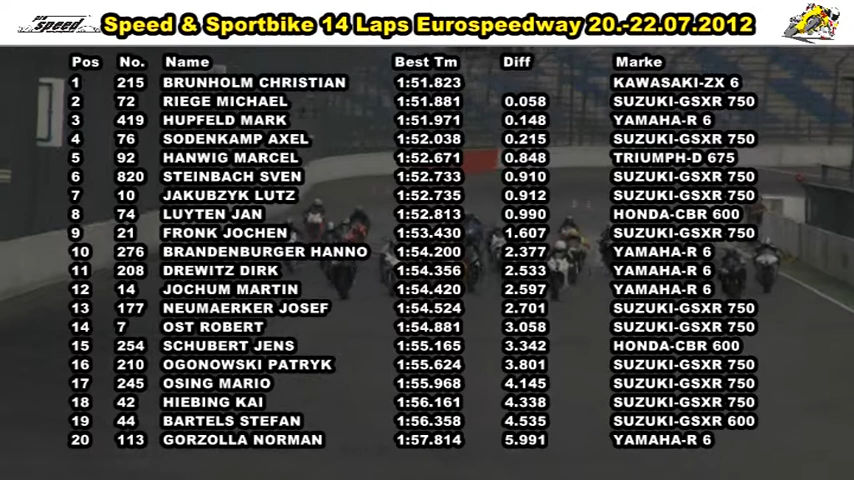 pro speed Speed & Sportbike 14 Laps Eurospeedway 20.-22.07.2012
Pos No. Name Best Tm Diff Marke
1 215 BRUNHOLM CHRISTIAN 1:51.823 KAWASAKI-ZX 6
2 72 RIEGE MICHAEL 1:51.881 0.058 SUZUKI-GSXR 750
3 419 HUPFELD MARK 1:51.971 0.148 YAMAHA-R 6
4 76 SODENKAMP AXEL 1:52.038 0.215 SUZUKI-GSXR 750
5 92 HANWIG MARCEL 1:52.671 0.848 TRIUMPH-D 675
6 820 STEINBACH SVEN 1:52.733 0.910 SUZUKI-GSXR 750
7 10 JAKUBZYK LUTZ 1:52.735 0.912 SUZUKI-GSXR 750
8 74 LUYTEN JAN 1:52.813 0.990 HONDA-CBR 600
9 21 FRONK JOCHEN 1:53.430 1.607 SUZUKI-GSXR 750
10 276 BRANDENBURGER HANNO 1:54.200 2.377 YAMAHA-R 6
11 208 DREWITZ DIRK 1:54.356 2.533 YAMAHA-R 6
12 14 JOCHUM MARTIN 1:54.420 2.597 YAMAHA-R 6
13 177 NEUMAERKER JOSEF 1:54.524 2.701 SUZUKI-GSXR 750
14 7 OST ROBERT 1:54.881 3.058 SUZUKI-GSXR 750
15 254 SCHUBERT JENS 1:55.165 3.342 HONDA-CBR 600
16 210 OGONOWSKI PATRYK 1:55.624 3.801 SUZUKI-GSXR 750
17 245 OSING MARIO 1:55.968 4.145 SUZUKI-GSXR 750
18 42 HIEBING KAI 1:56.161 4.338 SUZUKI-GSXR 750
19 44 BARTELS STEFAN 1:56.358 4.535 SUZUKI-GSXR 600
20 113 GORZOLLA NORMAN 1:57.814 5.991 YAMAHA-R 6